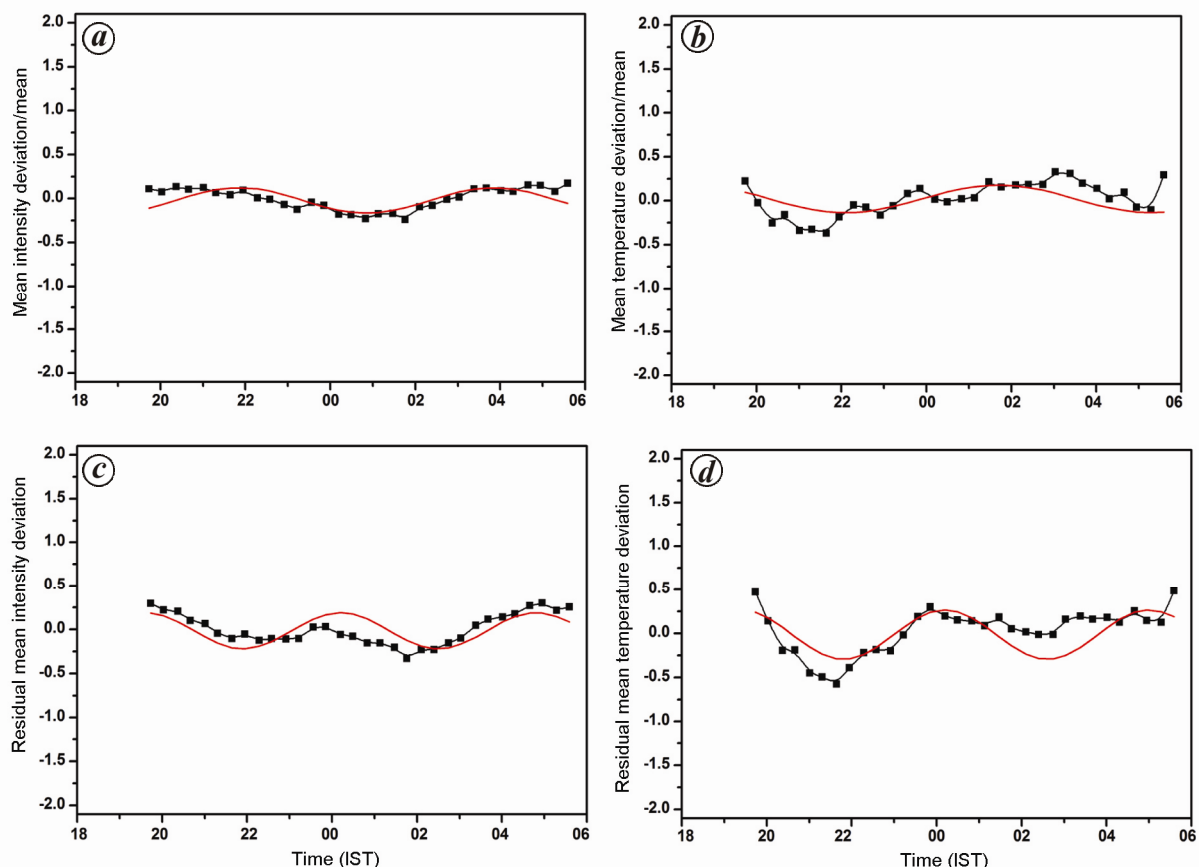 a
Mean intensity deviation/mean
2.0
1.5
1.0
0.5
0.0
-0.5
-1.0
-1.5
-2.0
18 20 22 00 02 04 06
b
Mean temperature deviation/mean
2.0
1.5
1.0
0.5
0.0
-0.5
-1.0
-1.5
-2.0
18 20 22 00 02 04 06
c
Residual mean intensity deviation
2.0
1.5
1.0
0.5
0.0
-0.5
-1.0
-1.5
-2.0
18 20 22 00 02 04 06
Time (IST)
d
Residual mean temperature deviation
2.0
1.5
1.0
0.5
0.0
-0.5
-1.0
-1.5
-2.0
18 20 22 00 02 04 06
Time (IST)